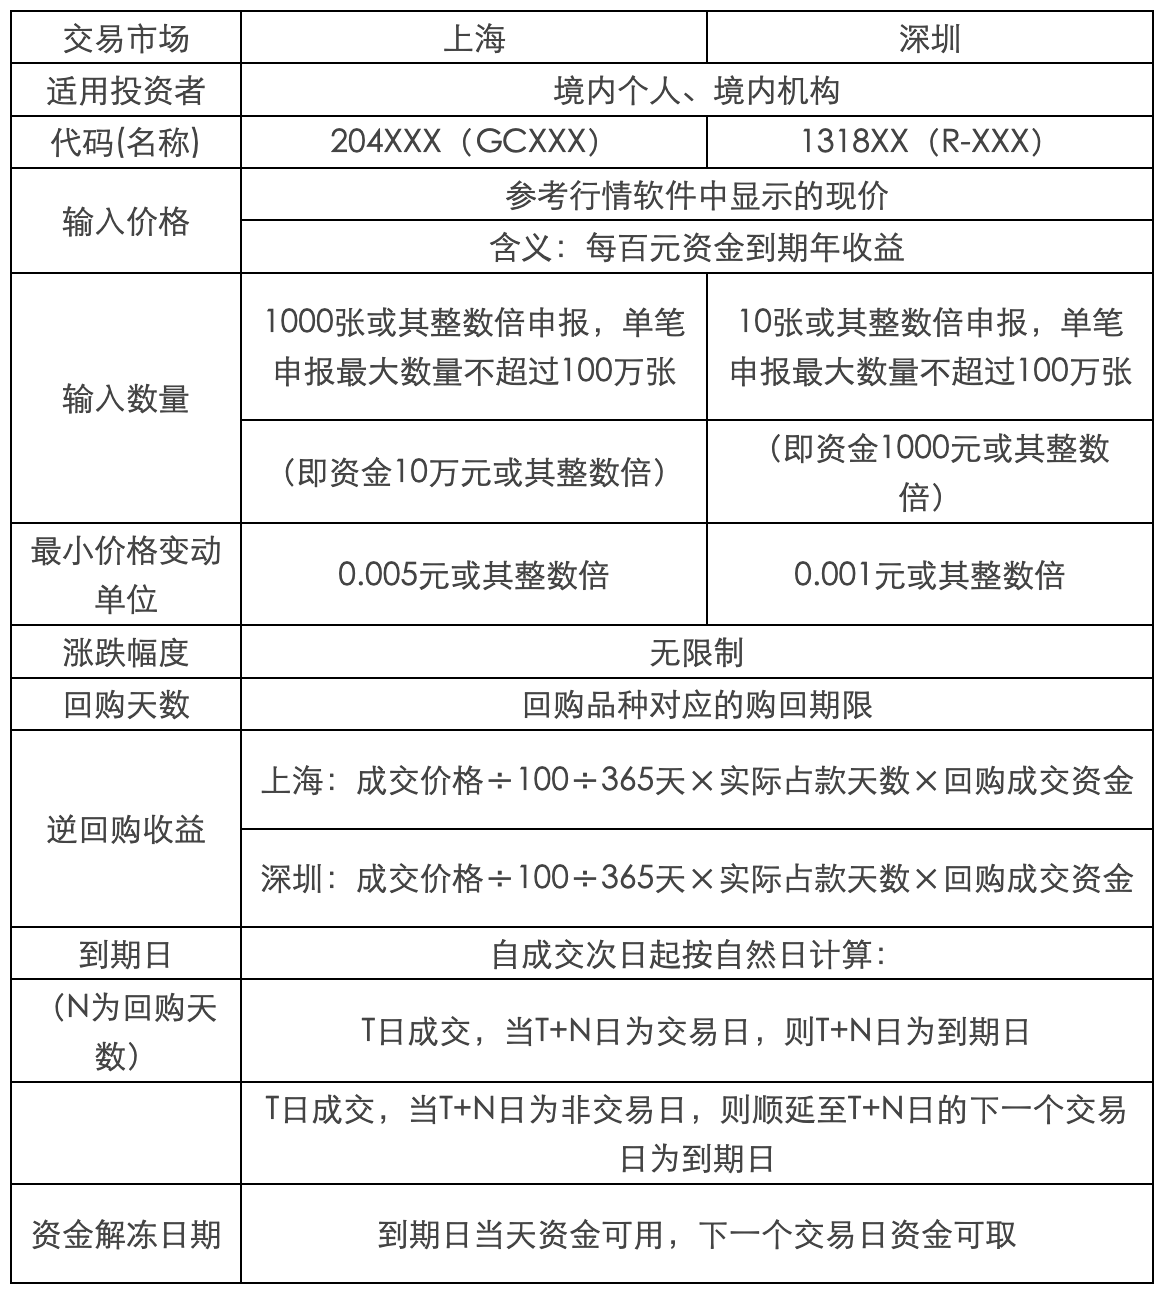 交易市场
上海
深圳
适用投资者
境内个人、境内机构
代码(名称)
204XXX（GCXXX）
1318XX（R-XXX）
输入价格
参考行情软件中显示的现价
含义：每百元资金到期年收益
输入数量
1000张或其整数倍申报，单笔
申报最大数量不超过100万张
10张或其整数倍申报，单笔
申报最大数量不超过100万张
（即资金10万元或其整数倍）
（即资金1000元或其整数
倍）
最小价格变动
单位
0.005元或其整数倍
0.001元或其整数倍
涨跌幅度
无限制
回购天数
回购品种对应的购回期限
逆回购收益
上海：成交价格÷100÷365天×实际占款天数×回购成交资金
深圳：成交价格÷100÷365天×实际占款天数×回购成交资金
到期日
自成交次日起按自然日计算：
（N为回购天
数）
T日成交，当T+N日为交易日，则T+N日为到期日
T日成交，当T+N日为非交易日，则顺延至T+N日的下一个交易
日为到期日
资金解冻日期
到期日当天资金可用，下一个交易日资金可取